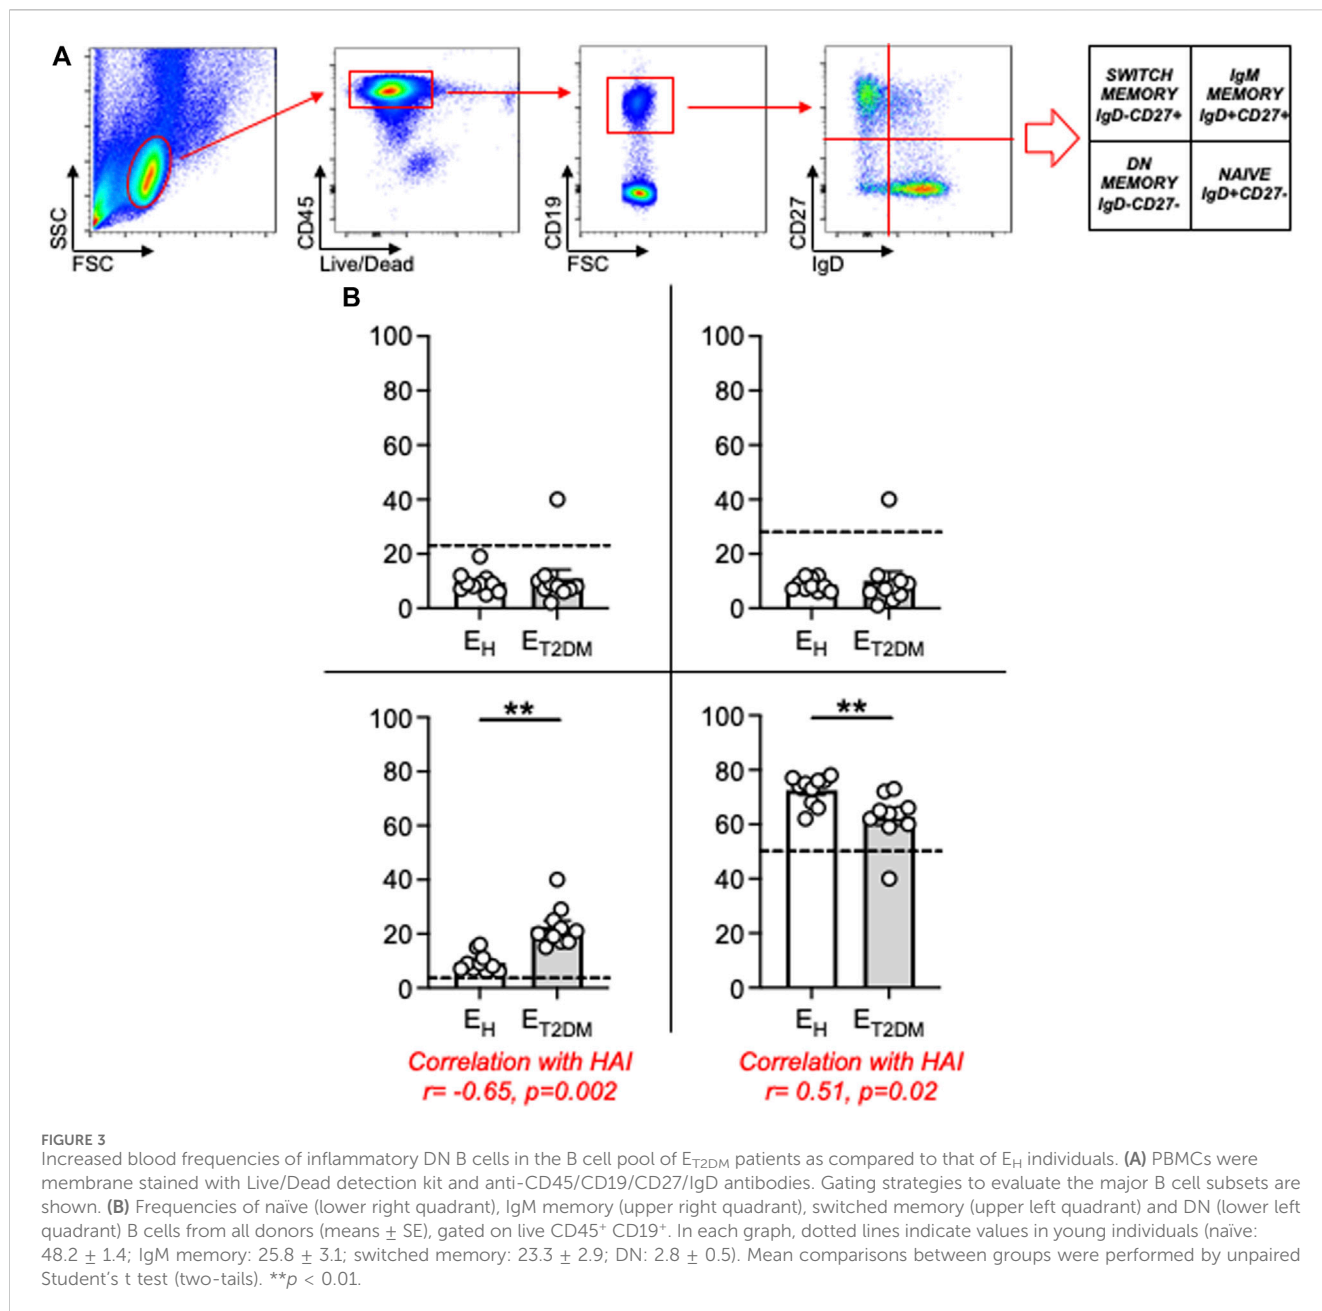 A
SSC
FSC
CD45
Live/Dead
CD19
FSC
CD27
IgD
SWITCH
MEMORY
IgD-CD27+
IgM
MEMORY
IgD+CD27+
DN
MEMORY
IgD-CD27-
NAIVE
IgD+CD27-
B
100
80
60
40
20
0
EH
ET2DM
100
80
60
40
20
0
EH
ET2DM
**
100
80
60
40
20
0
EH
ET2DM
Correlation with HAI
r= -0.65, p=0.002
**
100
80
60
40
20
0
EH
ET2DM
Correlation with HAI
r= 0.51, p=0.02
FIGURE 3
Increased blood frequencies of inflammatory DN B cells in the B cell pool of ET2DM patients as compared to that of EH individuals. (A) PBMCs were
membrane stained with Live/Dead detection kit and anti-CD45/CD19/CD27/IgD antibodies. Gating strategies to evaluate the major B cell subsets are
shown. (B) Frequencies of naïve (lower right quadrant), IgM memory (upper right quadrant), switched memory (upper left quadrant) and DN (lower left
quadrant) B cells from all donors (means ± SE), gated on live CD45⁺ CD19⁺. In each graph, dotted lines indicate values in young individuals (naïve:
48.2 ± 1.4; IgM memory: 25.8 ± 3.1; switched memory: 23.3 ± 2.9; DN: 2.8 ± 0.5). Mean comparisons between groups were performed by unpaired
Student's t test (two-tails). **p < 0.01.